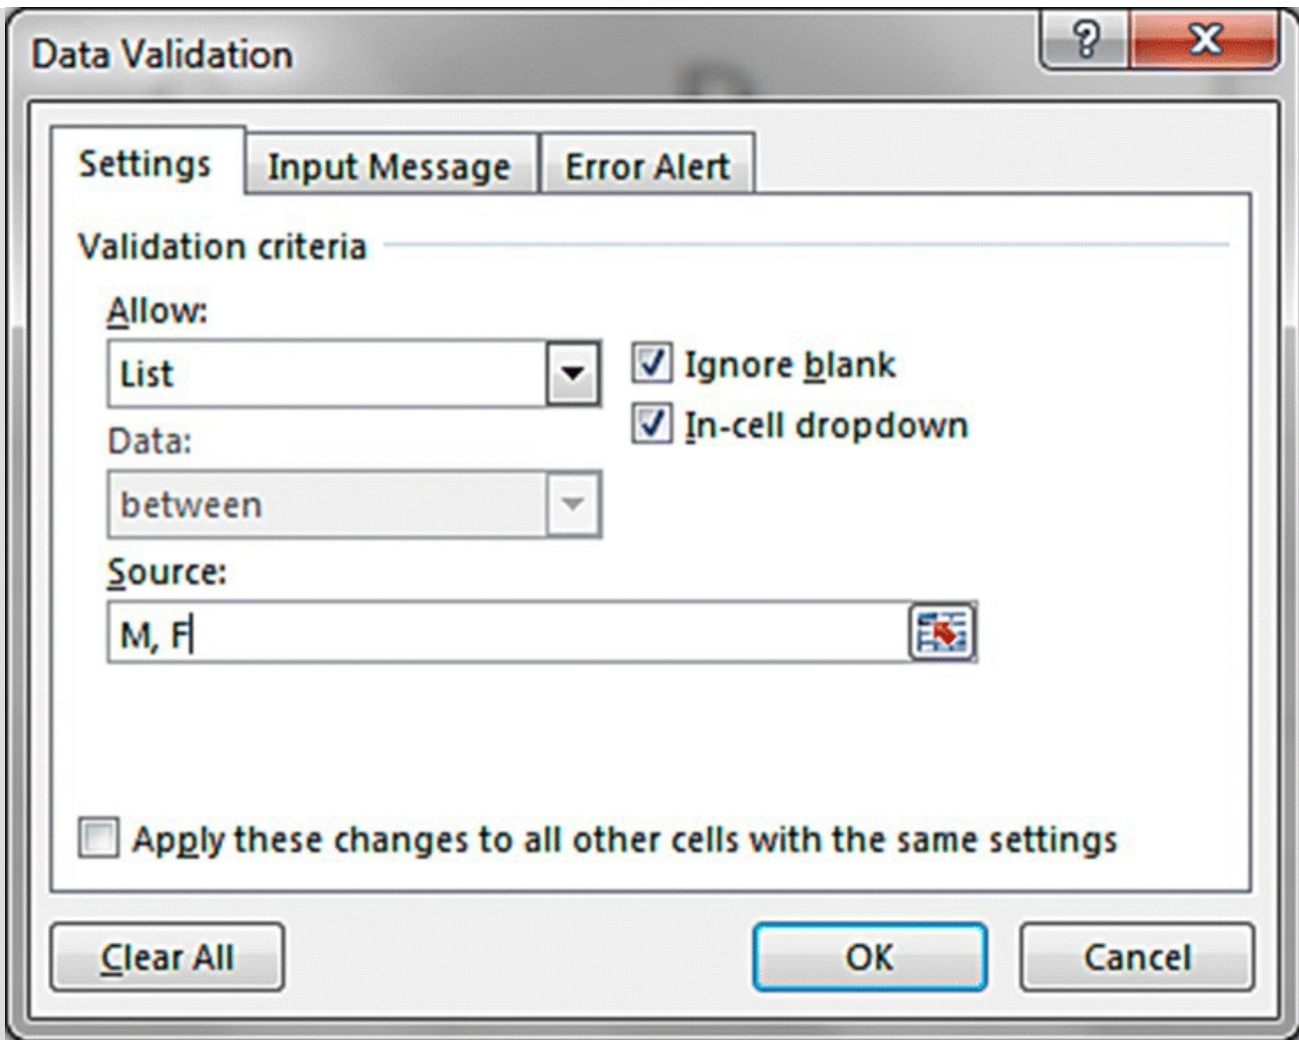 Data Validation
?
X
Settings Input Message Error Alert
Validation criteria
Allow:
List
Ignore blank
In-cell dropdown
Data:
between
Source:
M, F
Apply these changes to all other cells with the same settings
Clear All OK Cancel